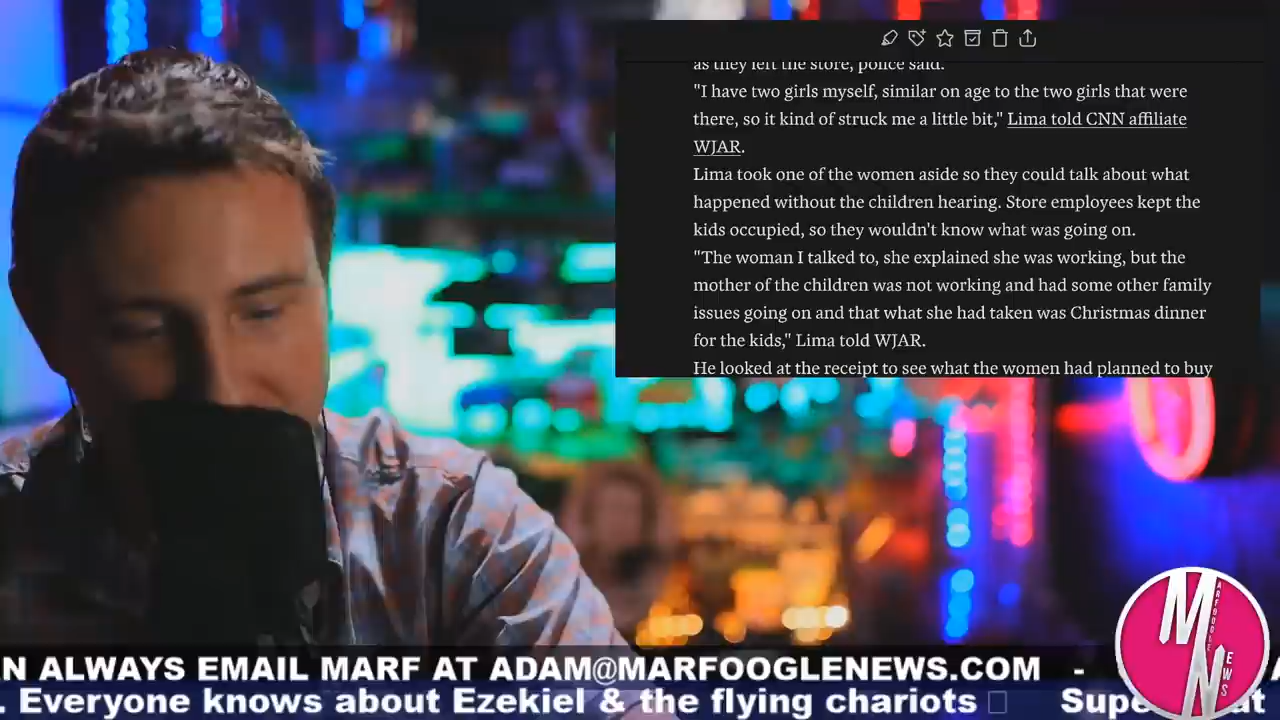 as they left the store, police said.
"I have two girls myself, similar on age to the two girls that were
there, so it kind of struck me a little bit," Lima told CNN affiliate
WJAR.
Lima took one of the women aside so they could talk about what
happened without the children hearing. Store employees kept the
kids occupied, so they wouldn't know what was going on.
"The woman I talked to, she explained she was working, but the
mother of the children was not working and had some other family
issues going on and that what she had taken was Christmas dinner
for the kids," Lima told WJAR.
He looked at the receipt to see what the women had planned to buy
MARFOOGLE
NEWS
N ALWAYS EMAIL MARF AT ADAM@MARFOOGLENEWS.COM -
. Everyone knows about Ezekiel & the flying chariots